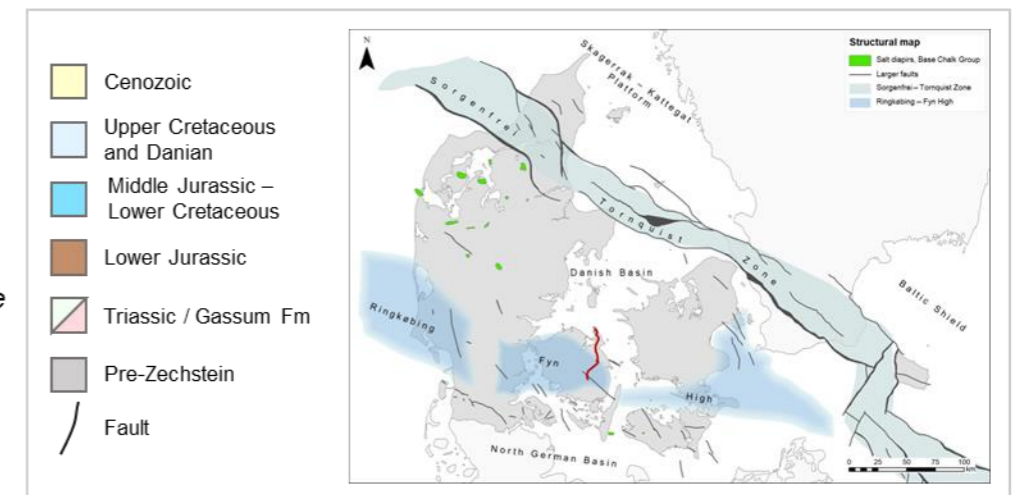 e
Cenozoic
Upper Cretaceous
and Danian
Middle Jurassic –
Lower Cretaceous
Lower Jurassic
Triassic / Gassum Fm
Pre-Zechstein
Fault
N
Skagerrak – Kattegat
Platform
Structural map
Salt diapirs, Base Chalk Group
Larger faults
Sorgenfrei – Tornquist Zone
Ringkøbing – Fyn High
Sorgenfrei
Tornquist
Zone
Danish Basin
Baltic Shield
Ringkøbing
Fyn
High
North German Basin
0 25 50 75 100
km